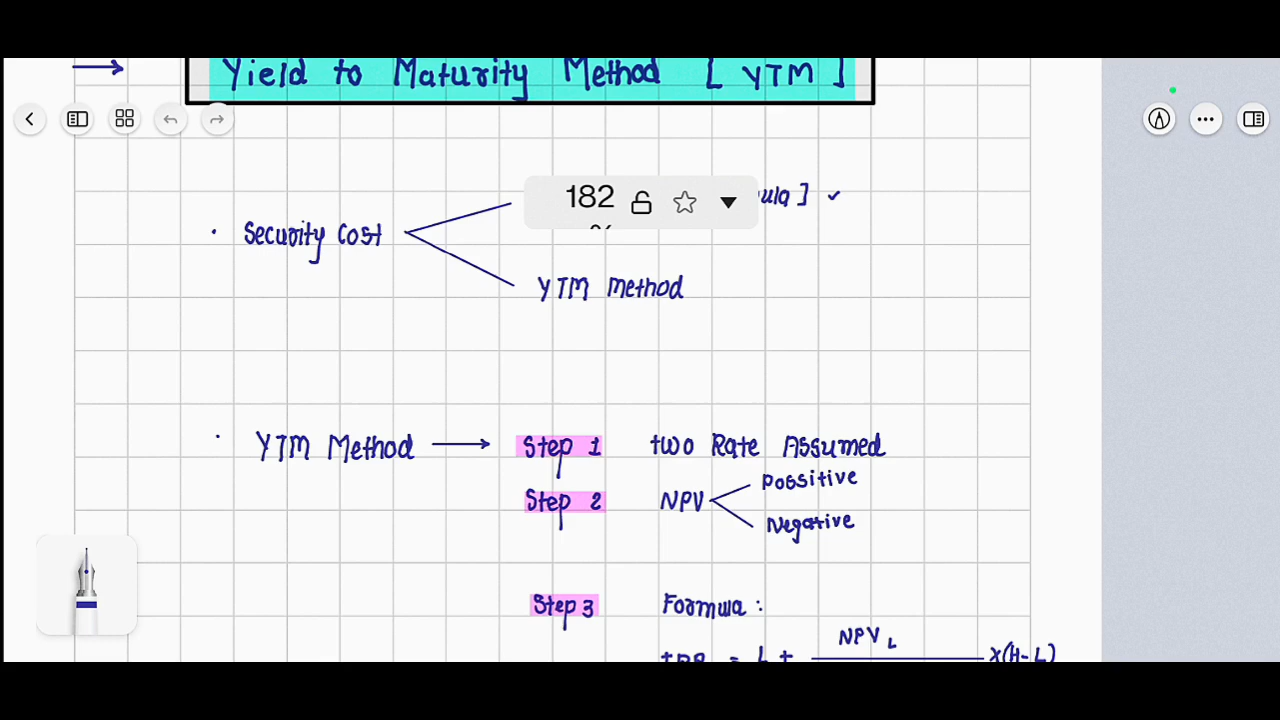 Yield to Maturity Method [ YTM ]
182
ula ] ✓
• Security Cost
YTM Method
• YTM Method → Step 1 two Rate Assumed
Possitive
Step 2 NPV
Negative
Step 3 Formula :
NPV L
= L + x(H-L)